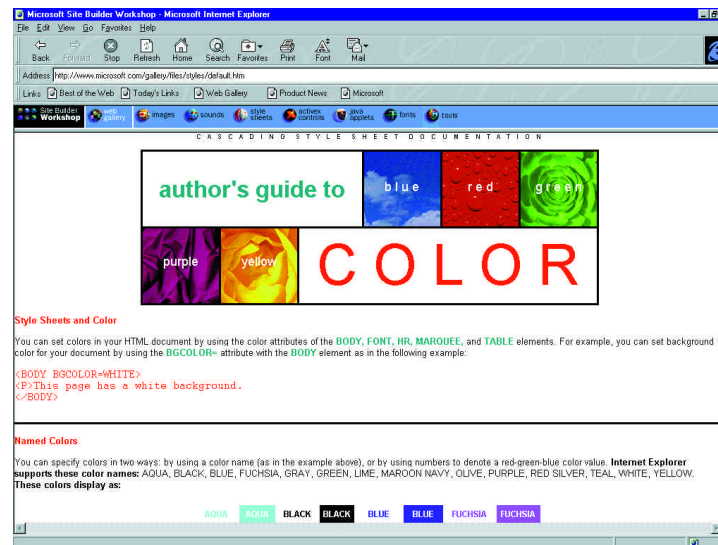 Microsoft Site Builder Workshop - Microsoft Internet Explorer
File Edit View Go Favorites Help
Back Forward Stop Refresh Home Search Favorites Print Font Mail
Address http://www.microsoft.com/gallery/files/styles/default.htm
Links Best of the Web Today's Links Web Gallery Product News Microsoft
Site Builder Workshop web gallery images sounds style sheets activex controls java applets fonts tools
CASCADING STYLE SHEET DOCUMENTATION
author's guide to blue red green
purple yellow COLOR
Style Sheets and Color
You can set colors in your HTML document by using the color attributes of the BODY, FONT, HR, MARQUEE, and TABLE elements. For example, you can set background
color for your document by using the BGCOLOR= attribute with the BODY element as in the following example:
<BODY BGCOLOR=WHITE>
<P>This page has a white background.
</BODY>
Named Colors
You can specify colors in two ways: by using a color name (as in the example above), or by using numbers to denote a red-green-blue color value. Internet Explorer
supports these color names: AQUA, BLACK, BLUE, FUCHSIA, GRAY, GREEN, LIME, MAROON NAVY, OLIVE, PURPLE, RED SILVER, TEAL, WHITE, YELLOW.
These colors display as:
AQUA AQUA BLACK BLACK BLUE BLUE FUCHSIA FUCHSIA